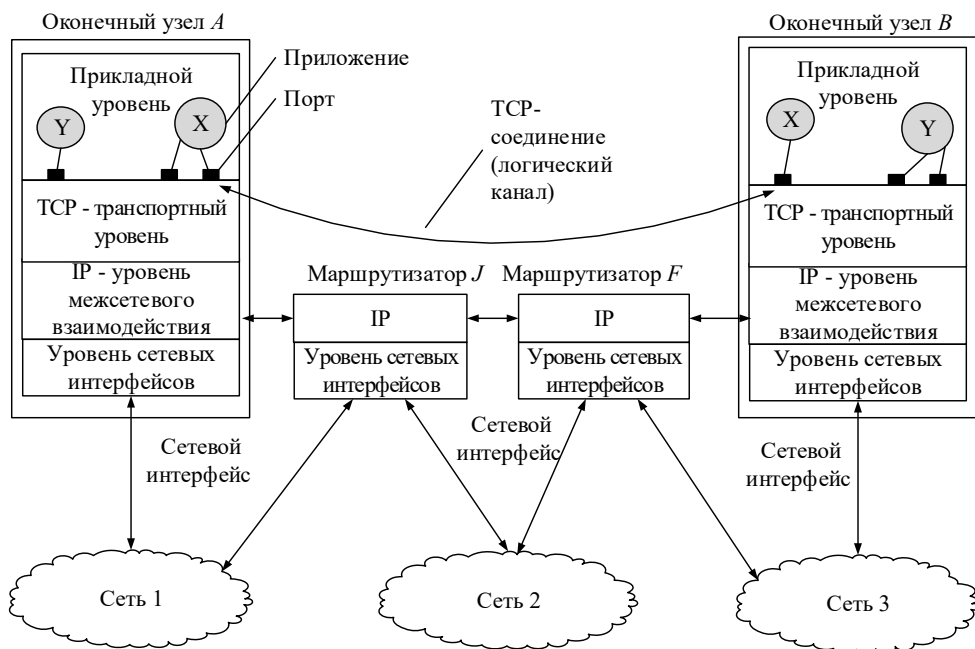 Оконечный узел A
Прикладной
уровень
Y
X
Приложение
Порт
TCP - транспортный
уровень
IP - уровень
межсетевого
взаимодействия
Уровень сетевых
интерфейсов
TCP-
соединение
(логический
канал)
Оконечный узел B
Прикладной
уровень
X
Y
TCP - транспортный
уровень
IP - уровень
межсетевого
взаимодействия
Уровень сетевых
интерфейсов
Маршрутизатор J
IP
Уровень сетевых
интерфейсов
Маршрутизатор F
IP
Уровень сетевых
интерфейсов
Сетевой
интерфейс
Сетевой
интерфейс
Сетевой
интерфейс
Сеть 1
Сеть 2
Сеть 3